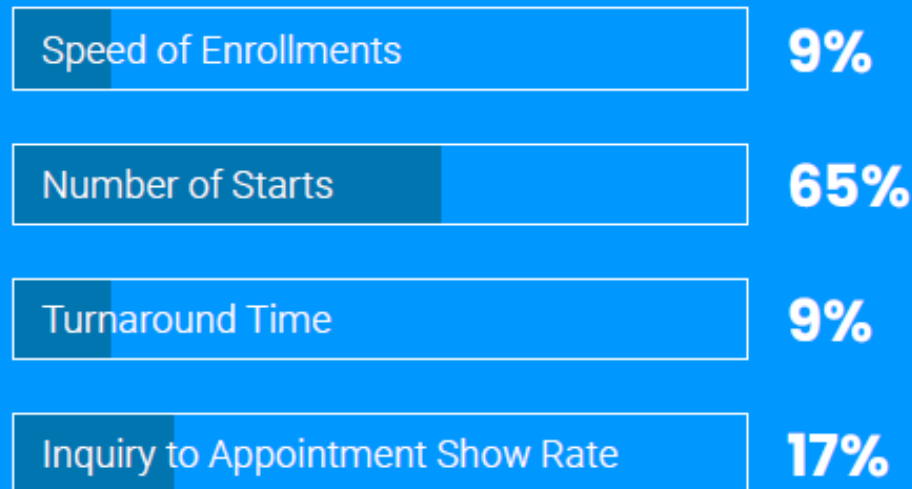 Speed of Enrollments 9%
Number of Starts 65%
Turnaround Time 9%
Inquiry to Appointment Show Rate 17%